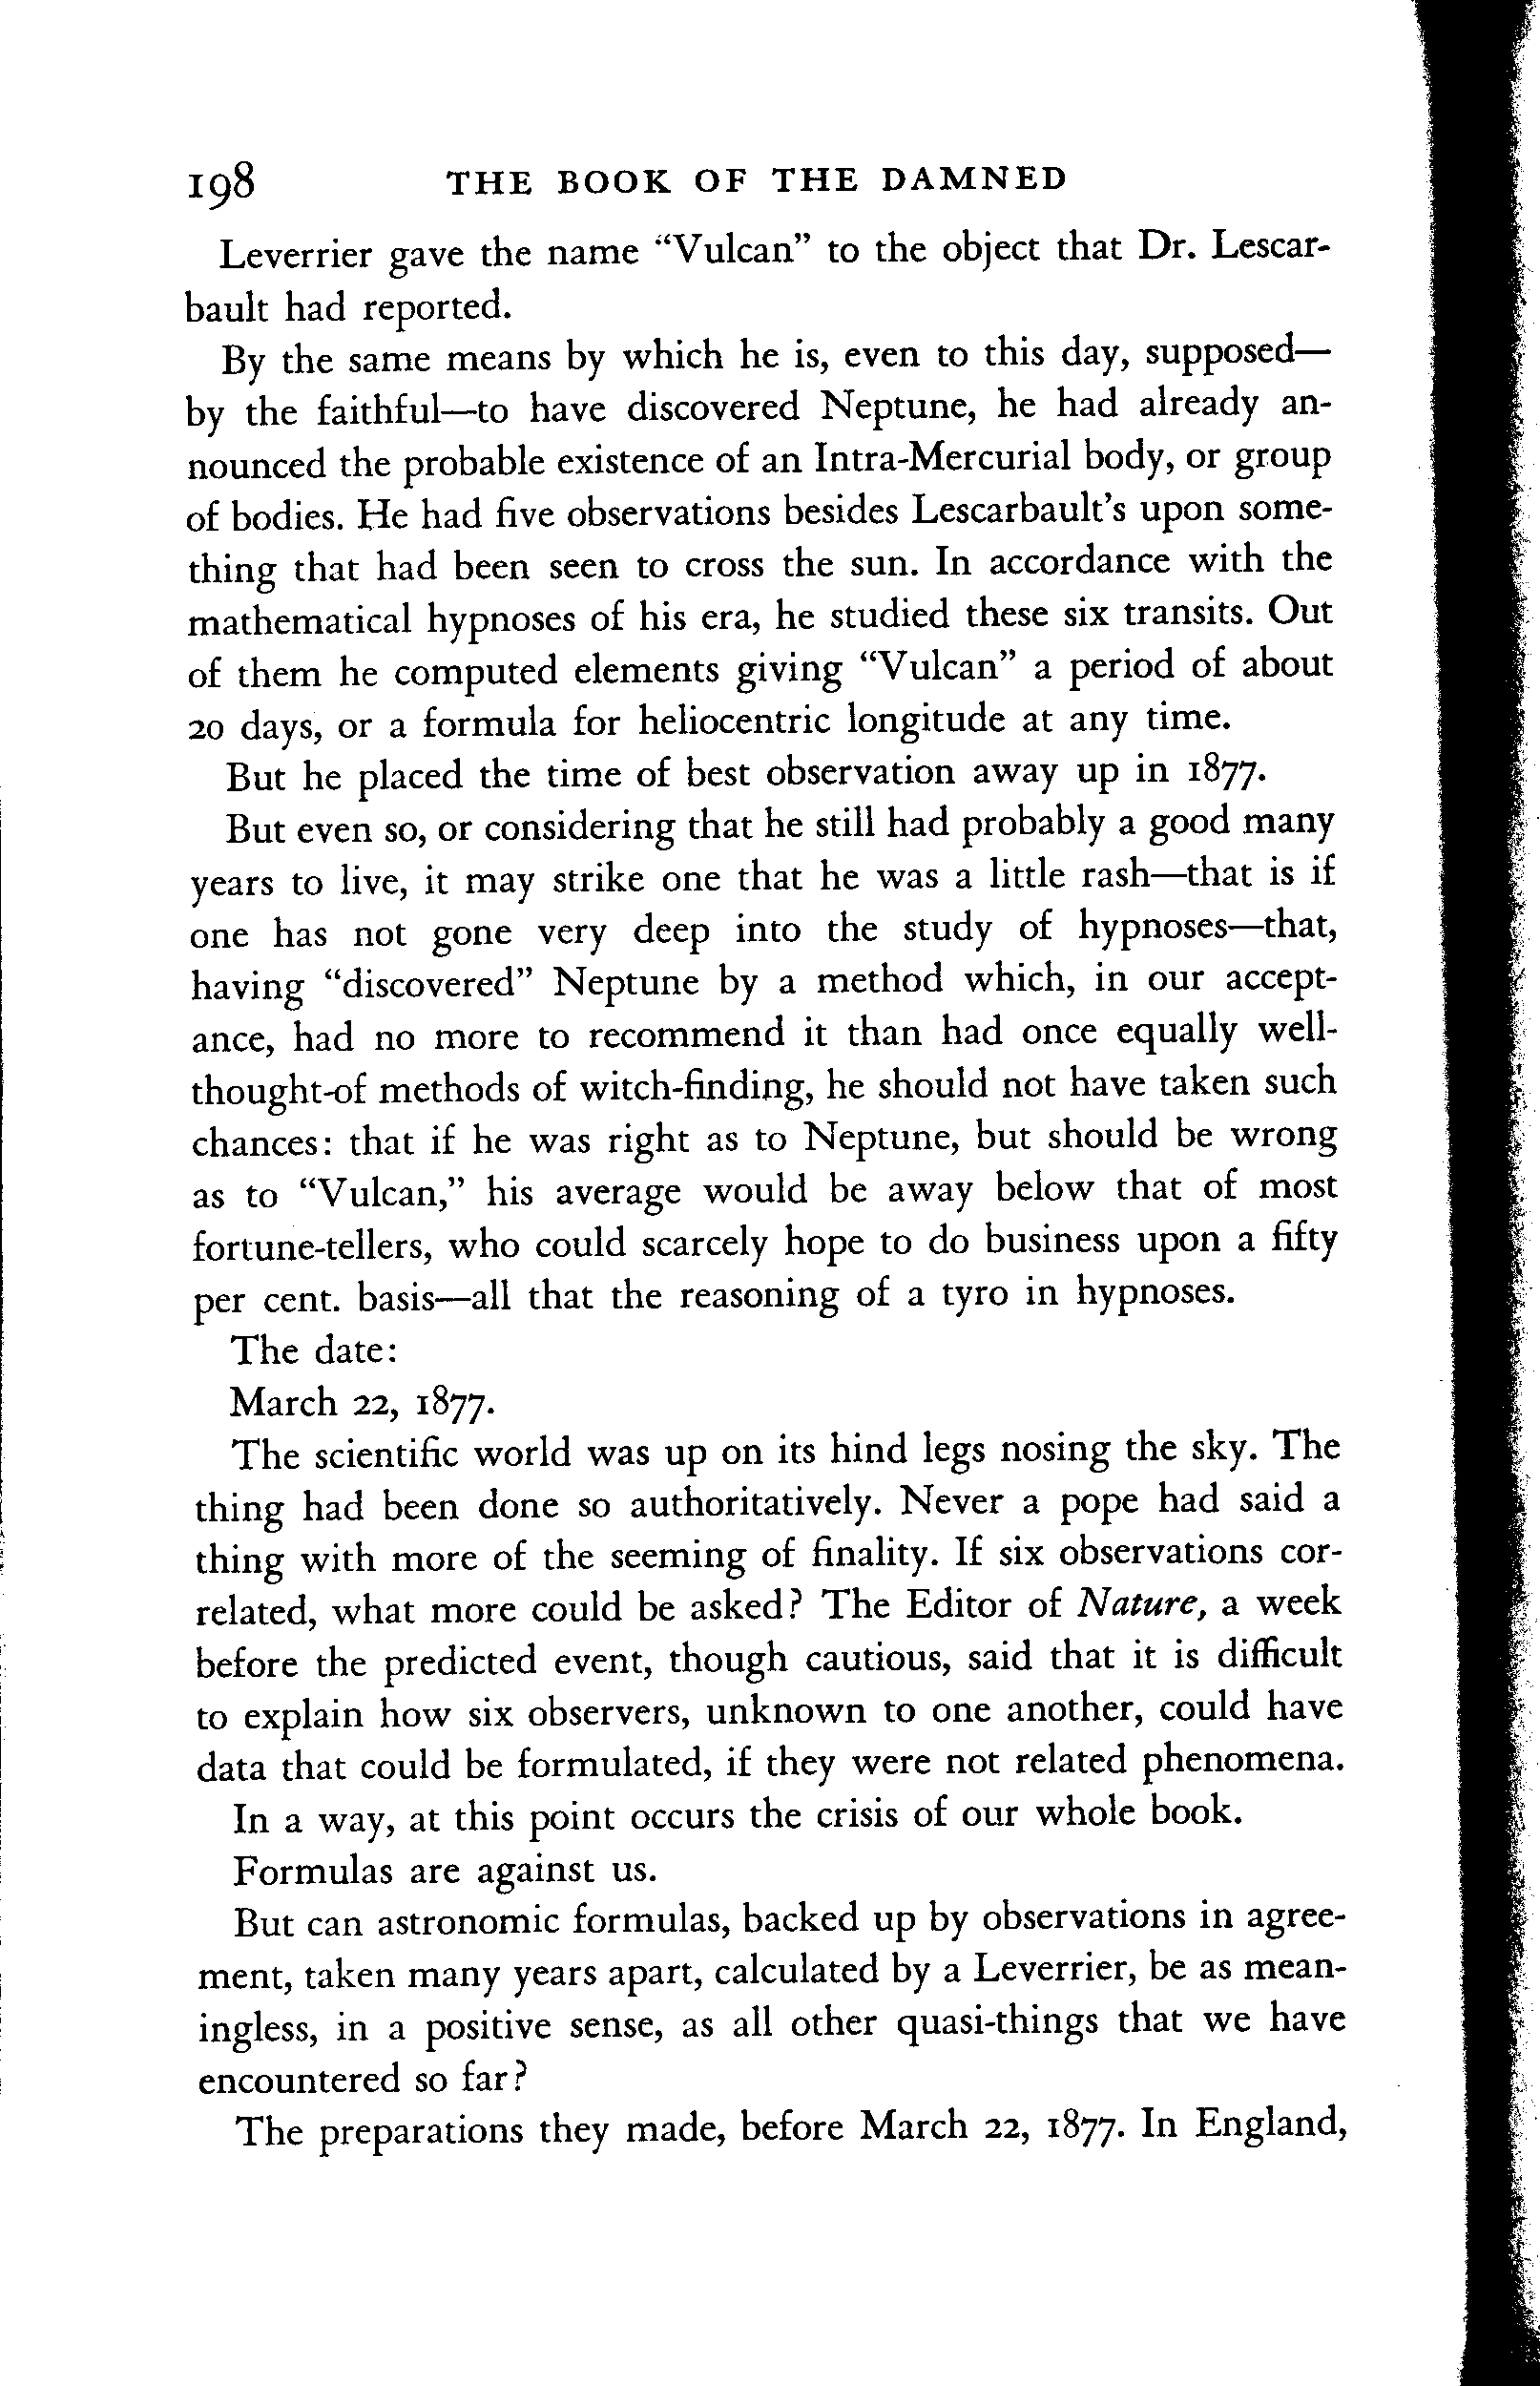 198 THE BOOK OF THE DAMNED
Leverrier gave the name “Vulcan” to the object that Dr. Lescar-
bault had reported.
By the same means by which he is, even to this day, supposed—
by the faithful—to have discovered Neptune, he had already an-
nounced the probable existence of an Intra-Mercurial body, or group
of bodies. He had five observations besides Lescarbault’s upon some-
thing that had been seen to cross the sun. In accordance with the
mathematical hypnoses of his era, he studied these six transits. Out
of them he computed elements giving “Vulcan” a period of about
20 days, or a formula for heliocentric longitude at any time.
But he placed the time of best observation away up in 1877.
But even so, or considering that he still had probably a good many
years to live, it may strike one that he was a little rash—that is if
one has not gone very deep into the study of hypnoses—that,
having “discovered” Neptune by a method which, in our accept-
ance, had no more to recommend it than had once equally well-
thought-of methods of witch-finding, he should not have taken such
chances: that if he was right as to Neptune, but should be wrong
as to “Vulcan,” his average would be away below that of most
fortune-tellers, who could scarcely hope to do business upon a fifty
per cent. basis—all that the reasoning of a tyro in hypnoses.
The date:
March 22, 1877.
The scientific world was up on its hind legs nosing the sky. The
thing had been done so authoritatively. Never a pope had said a
thing with more of the seeming of finality. If six observations cor-
related, what more could be asked? The Editor of Nature, a week
before the predicted event, though cautious, said that it is difficult
to explain how six observers, unknown to one another, could have
data that could be formulated, if they were not related phenomena.
In a way, at this point occurs the crisis of our whole book.
Formulas are against us.
But can astronomic formulas, backed up by observations in agree-
ment, taken many years apart, calculated by a Leverrier, be as mean-
ingless, in a positive sense, as all other quasi-things that we have
encountered so far?
The preparations they made, before March 22, 1877. In England,